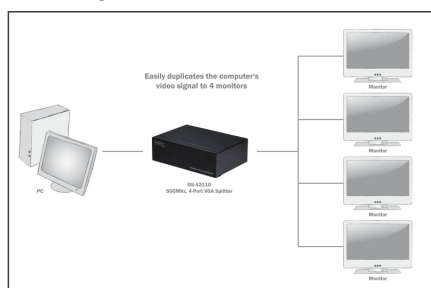 Easily duplicates the computer's
video signal to 4 monitors
PC
DS-42110
500MHz, 4-Port VGA Splitter
Monitor
Monitor
Monitor
Monitor